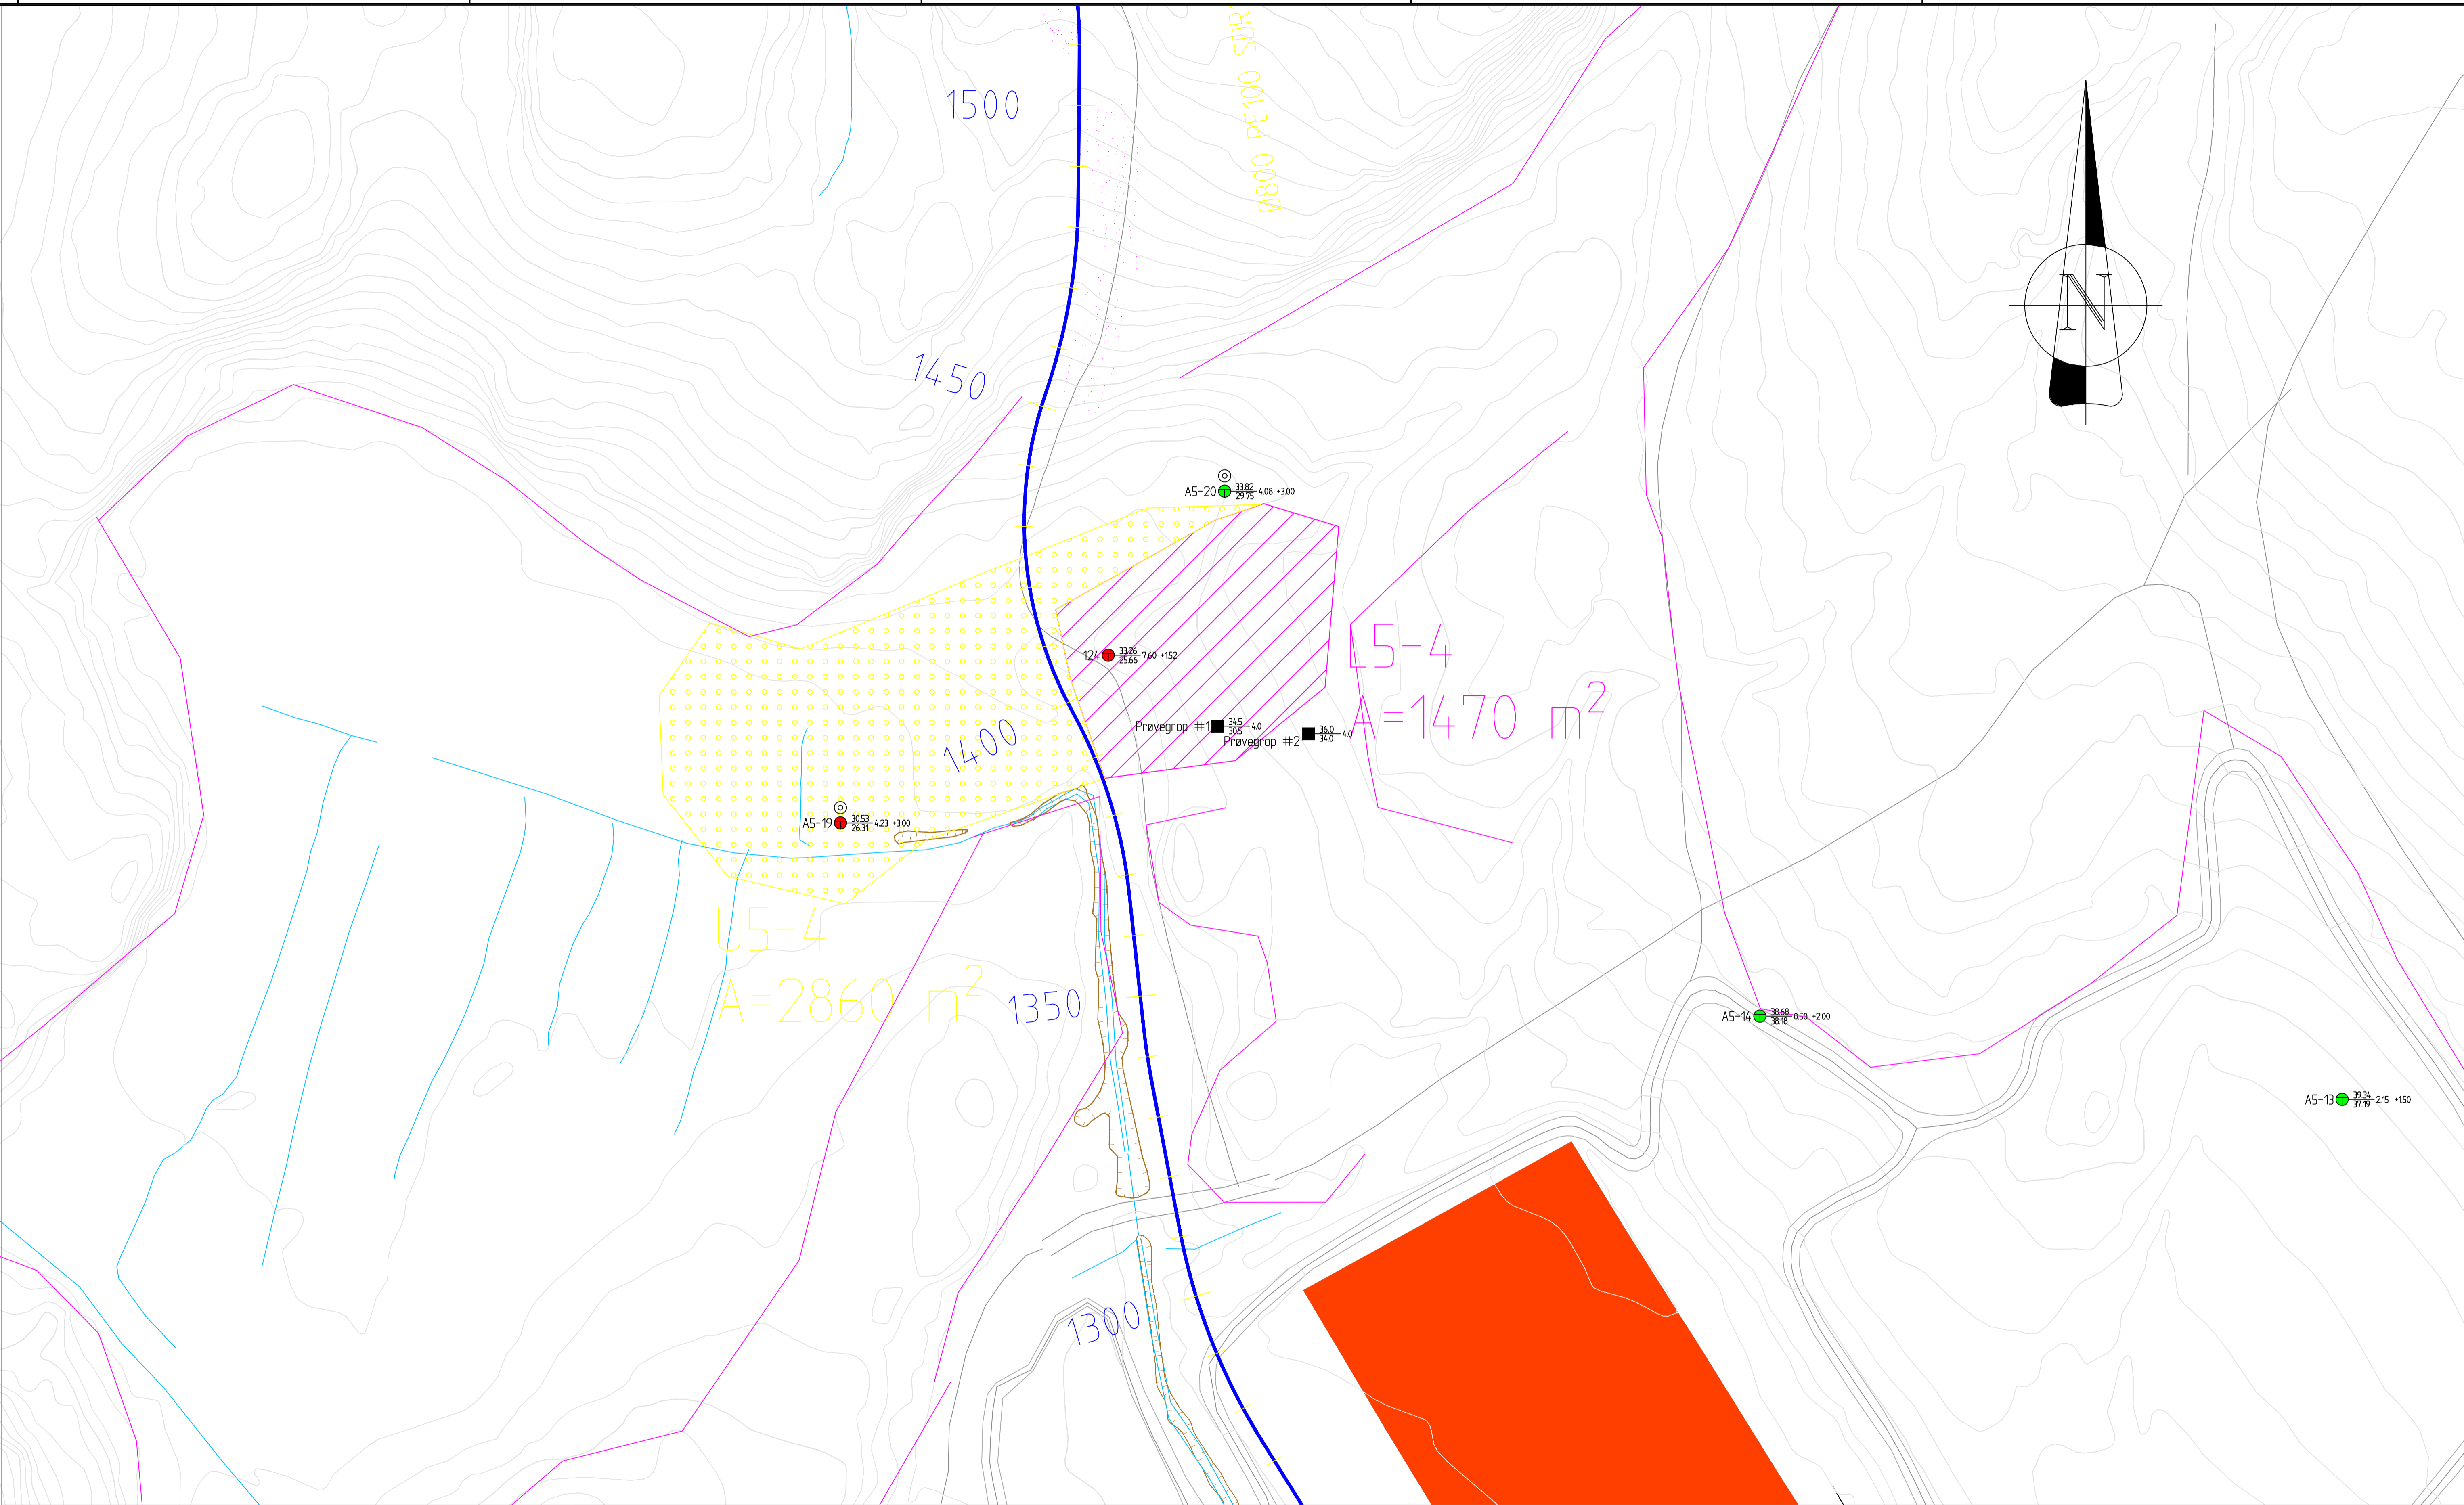 Ø800 PE100 SDR
1500
N
1450
A5-20 33.82 4.08 +3.00
29.75
L5-4
124 33.26 7.60 +1.52
25.66
A=1470 m²
Prøvegrop #1 34.5 4.0
30.5
Prøvegrop #2 36.0 4.0
34.0
1400
A5-19 30.53 4.23 +3.00
26.31
U5-4
A=2860 m²
1350
A5-14 38.68 0.50 +2.00
38.18
A5-13 39.34 2.15 +1.50
37.19
1300